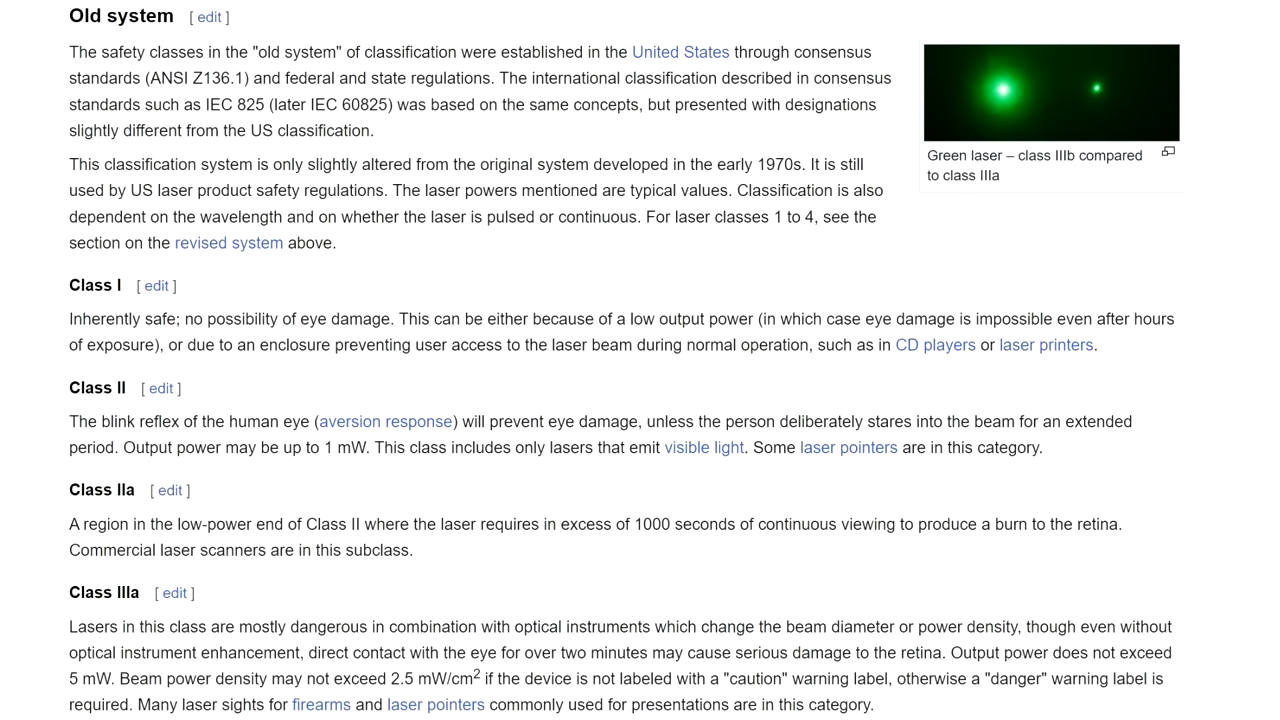 Old system [ edit ]
The safety classes in the "old system" of classification were established in the United States through consensus
standards (ANSI Z136.1) and federal and state regulations. The international classification described in consensus
standards such as IEC 825 (later IEC 60825) was based on the same concepts, but presented with designations
slightly different from the US classification.
This classification system is only slightly altered from the original system developed in the early 1970s. It is still
used by US laser product safety regulations. The laser powers mentioned are typical values. Classification is also
dependent on the wavelength and on whether the laser is pulsed or continuous. For laser classes 1 to 4, see the
section on the revised system above.
Green laser – class IIIb compared
to class IIIa
Class I [ edit ]
Inherently safe; no possibility of eye damage. This can be either because of a low output power (in which case eye damage is impossible even after hours
of exposure), or due to an enclosure preventing user access to the laser beam during normal operation, such as in CD players or laser printers.
Class II [ edit ]
The blink reflex of the human eye (aversion response) will prevent eye damage, unless the person deliberately stares into the beam for an extended
period. Output power may be up to 1 mW. This class includes only lasers that emit visible light. Some laser pointers are in this category.
Class IIa [ edit ]
A region in the low-power end of Class II where the laser requires in excess of 1000 seconds of continuous viewing to produce a burn to the retina.
Commercial laser scanners are in this subclass.
Class IIIa [ edit ]
Lasers in this class are mostly dangerous in combination with optical instruments which change the beam diameter or power density, though even without
optical instrument enhancement, direct contact with the eye for over two minutes may cause serious damage to the retina. Output power does not exceed
5 mW. Beam power density may not exceed 2.5 mW/cm² if the device is not labeled with a "caution" warning label, otherwise a "danger" warning label is
required. Many laser sights for firearms and laser pointers commonly used for presentations are in this category.